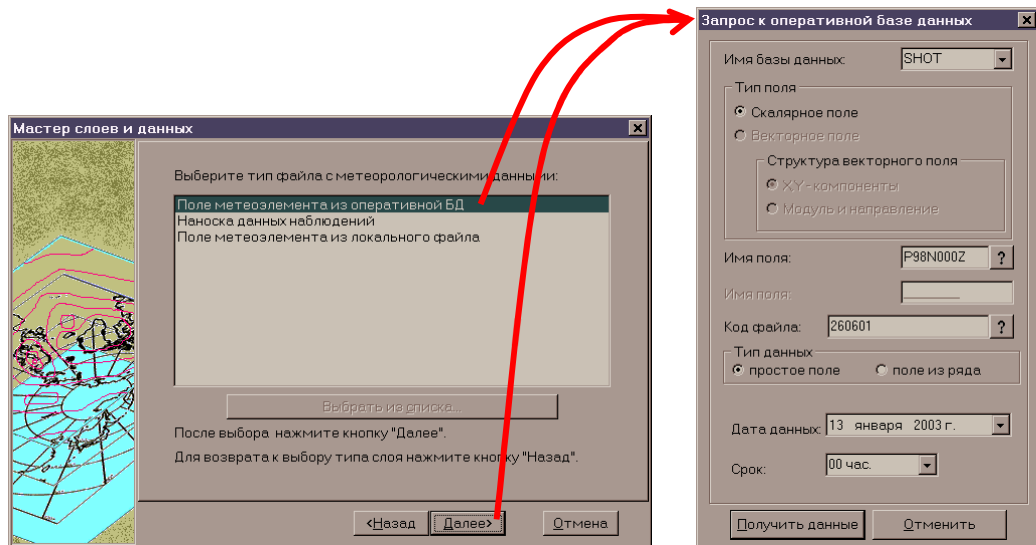 Мастер слоев и данных
Выберите тип файла с метеорологическими данными:
Поле метеоэлемента из оперативной БД
Наноска данных наблюдений
Поле метеоэлемента из локального файла
Выбрать из списка...
После выбора нажмите кнопку "Далее".
Для возврата к выбору типа слоя нажмите кнопку "Назад".
<Назад Далее> Отмена
Запрос к оперативной базе данных
Имя базы данных: SHOT
Тип поля
Скалярное поле
Векторное поле
Структура векторного поля
X,Y-компоненты
Модуль и направление
Имя поля: P98N000Z ?
Имя поля: ________
Код файла: 260601 ?
Тип данных
простое поле поле из ряда
Дата данных: 13 января 2003 г.
Срок: 00 час.
Получить данные Отменить